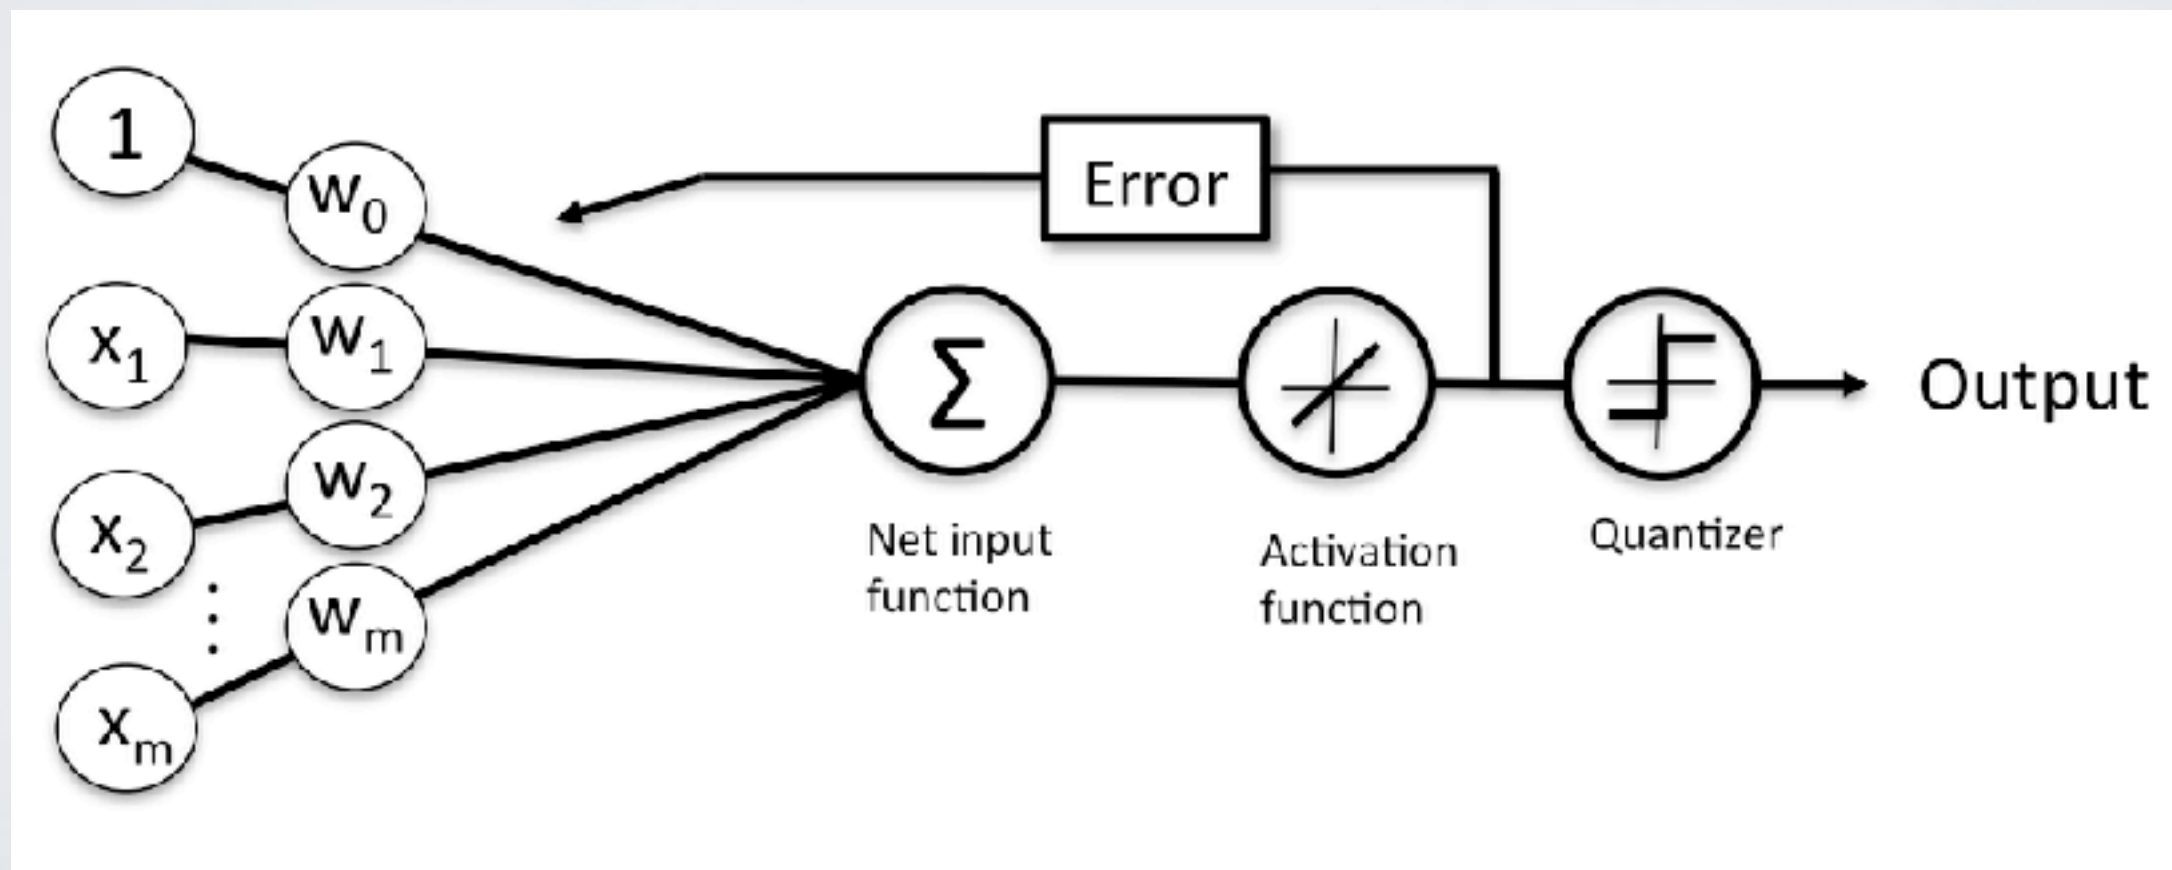 1
w₀
Error
x₁
w₁
Σ
Output
x₂
w₂
wₘ
xₘ
Net input
function
Activation
function
Quantizer